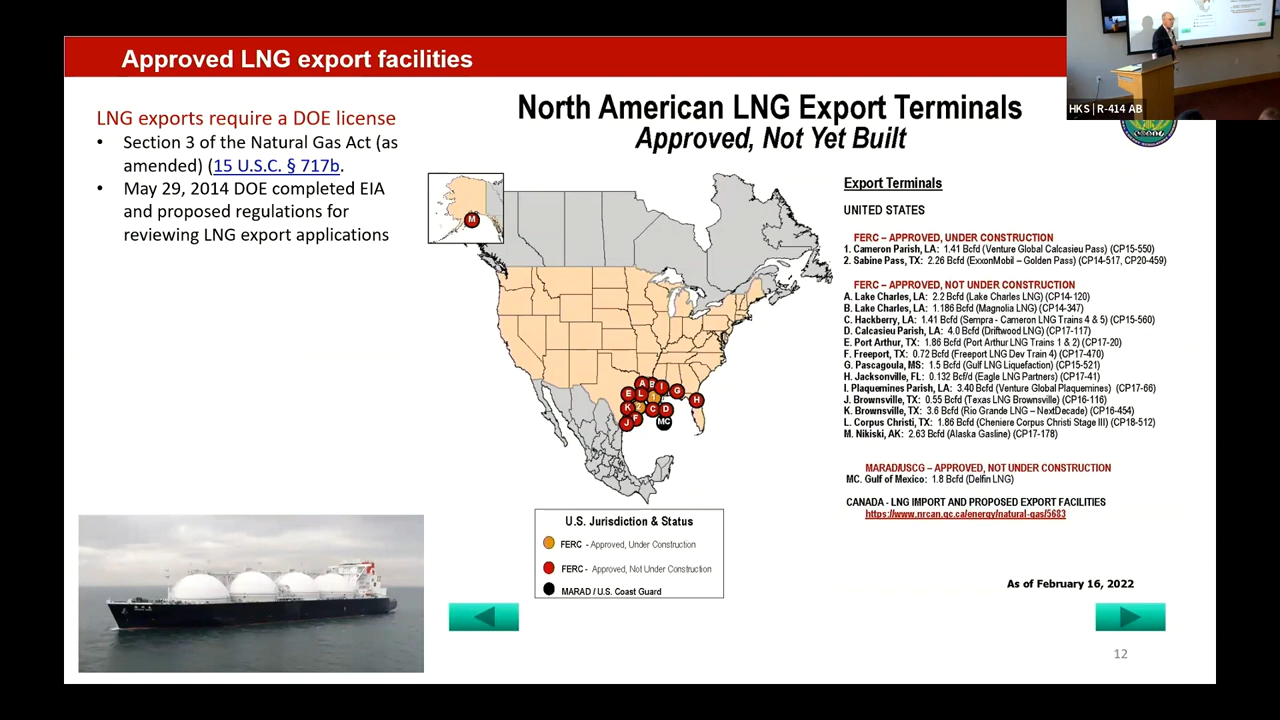 Approved LNG export facilities
HKS | R-414 AB
LNG exports require a DOE license
• Section 3 of the Natural Gas Act (as
amended) (15 U.S.C. § 717b.
• May 29, 2014 DOE completed EIA
and proposed regulations for
reviewing LNG export applications
North American LNG Export Terminals
Approved, Not Yet Built
Export Terminals
UNITED STATES
FERC – APPROVED, UNDER CONSTRUCTION
1. Cameron Parish, LA: 1.41 Bcfd (Venture Global Calcasieu Pass) (CP15-550)
2. Sabine Pass, TX: 2.26 Bcfd (ExxonMobil – Golden Pass) (CP14-517, CP20-459)
FERC – APPROVED, NOT UNDER CONSTRUCTION
A. Lake Charles, LA: 2.2 Bcfd (Lake Charles LNG) (CP14-120)
B. Lake Charles, LA: 1.186 Bcfd (Magnolia LNG) (CP14-347)
C. Hackberry, LA: 1.41 Bcfd (Sempra - Cameron LNG Trains 4 & 5) (CP15-560)
D. Calcasieu Parish, LA: 4.0 Bcfd (Driftwood LNG) (CP17-117)
E. Port Arthur, TX: 1.86 Bcfd (Port Arthur LNG Trains 1 & 2) (CP17-20)
F. Freeport, TX: 0.72 Bcfd (Freeport LNG Dev Train 4) (CP17-470)
G. Pascagoula, MS: 1.5 Bcfd (Gulf LNG Liquefaction) (CP15-521)
H. Jacksonville, FL: 0.132 Bcf/d (Eagle LNG Partners) (CP17-41)
I. Plaquemines Parish, LA: 3.40 Bcfd (Venture Global Plaquemines) (CP17-66)
J. Brownsville, TX: 0.55 Bcfd (Texas LNG Brownsville) (CP16-116)
K. Brownsville, TX: 3.6 Bcfd (Rio Grande LNG – NextDecade) (CP16-454)
L. Corpus Christi, TX: 1.86 Bcfd (Cheniere Corpus Christi Stage III) (CP18-512)
M. Nikiski, AK: 2.63 Bcfd (Alaska Gasline) (CP17-178)
MARAD/USCG – APPROVED, NOT UNDER CONSTRUCTION
MC. Gulf of Mexico: 1.8 Bcfd (Delfin LNG)
CANADA - LNG IMPORT AND PROPOSED EXPORT FACILITIES
https://www.nrcan.gc.ca/energy/natural-gas/5683
M
A B I G
E L 1 H
K 2 C D
J F MC
U.S. Jurisdiction & Status
FERC - Approved, Under Construction
FERC - Approved, Not Under Construction
MARAD / U.S. Coast Guard
As of February 16, 2022
12